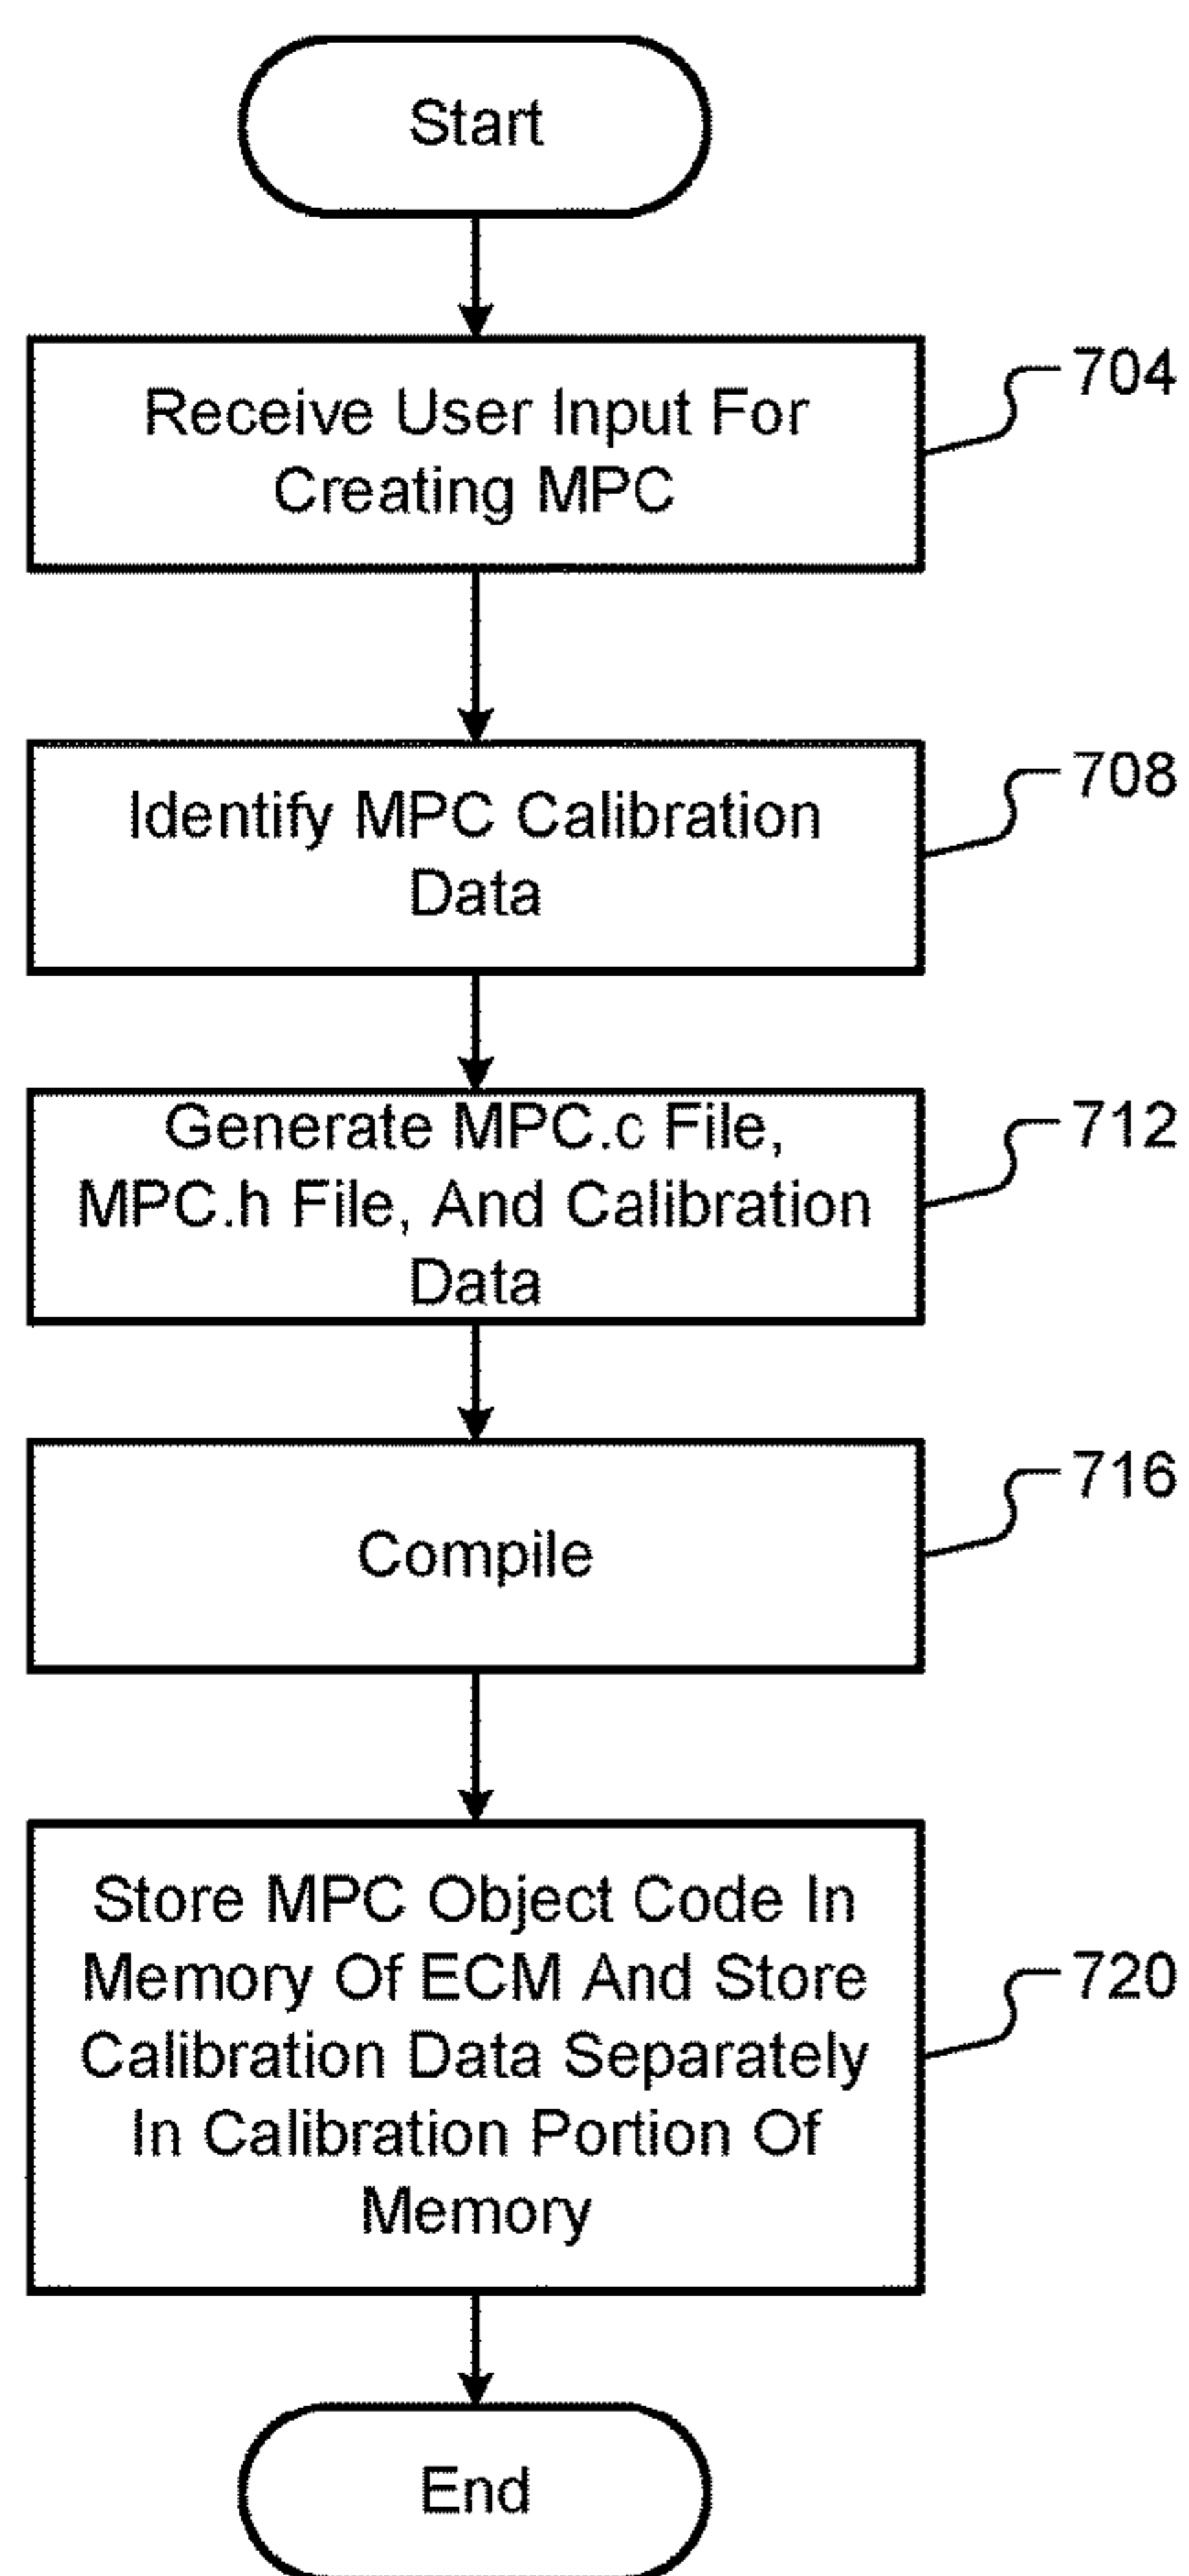 Start
Receive User Input For
Creating MPC
704
Identify MPC Calibration
Data
708
Generate MPC.c File,
MPC.h File, And Calibration
Data
712
Compile
716
Store MPC Object Code In
Memory Of ECM And Store
Calibration Data Separately
In Calibration Portion Of
Memory
720
End